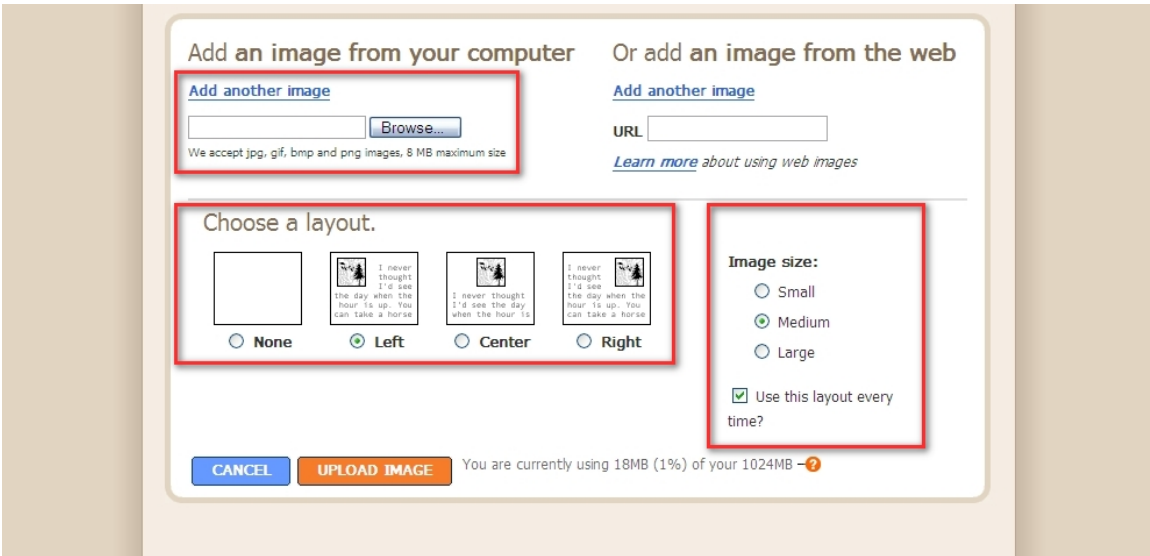 Add an image from your computer
Add another image
Browse...
We accept jpg, gif, bmp and png images, 8 MB maximum size
Or add an image from the web
Add another image
URL
Learn more about using web images
Choose a layout.
I never
thought
I'd see
the day when the
hour is up. You
can take a horse
I never thought
I'd see the day
when the hour is
I never
thought
I'd see
the day when the
hour is up. You
can take a horse
None
Left
Center
Right
Image size:
Small
Medium
Large
Use this layout every
time?
CANCEL
UPLOAD IMAGE
You are currently using 18MB (1%) of your 1024MB –?